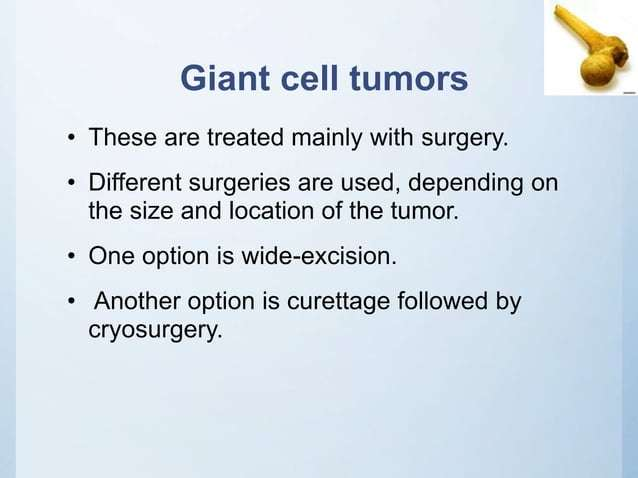 Giant cell tumors
• These are treated mainly with surgery.
• Different surgeries are used, depending on
the size and location of the tumor.
• One option is wide-excision.
• Another option is curettage followed by
cryosurgery.